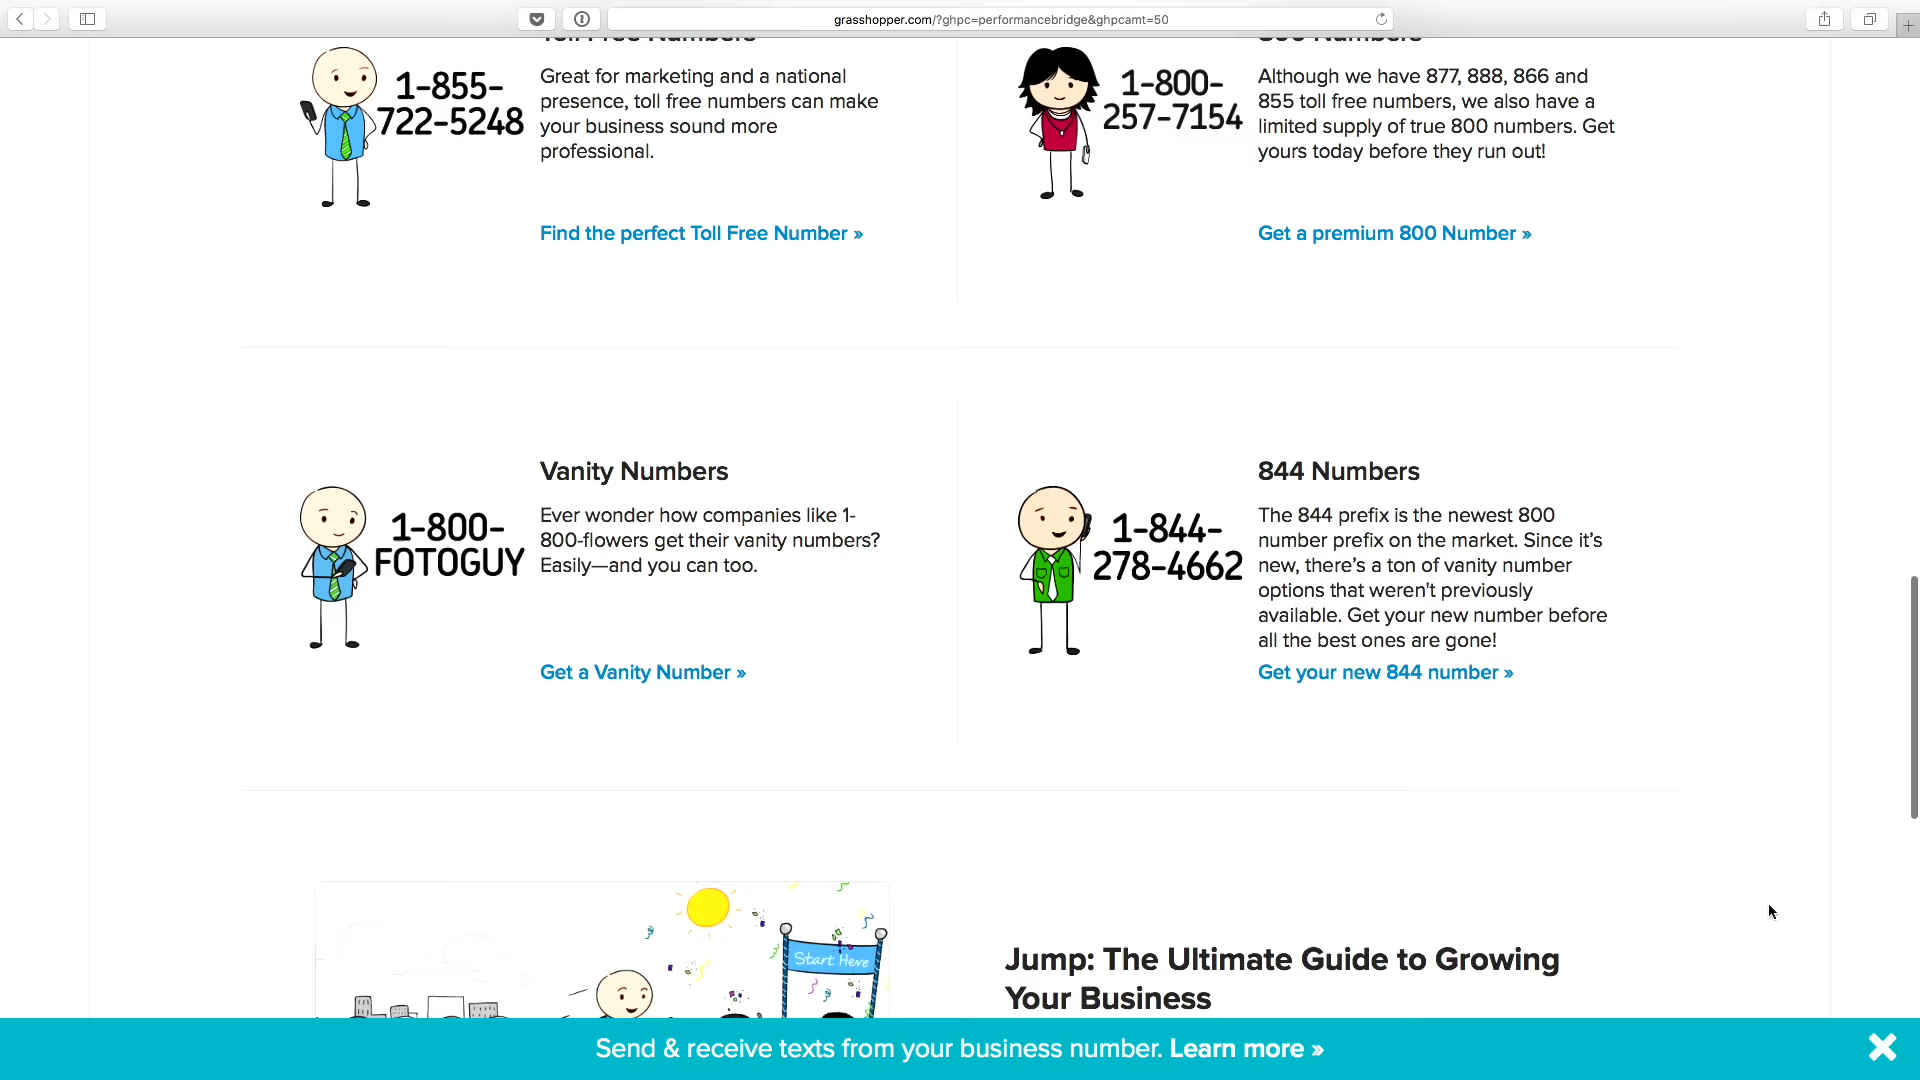 grasshopper.com/?ghpc=performancebridge&ghpcamt=50
Toll Free Numbers
1-855-
722-5248
Great for marketing and a national
presence, toll free numbers can make
your business sound more
professional.
Find the perfect Toll Free Number »
800 Numbers
1-800-
257-7154
Although we have 877, 888, 866 and
855 toll free numbers, we also have a
limited supply of true 800 numbers. Get
yours today before they run out!
Get a premium 800 Number »
Vanity Numbers
1-800-
FOTOGUY
Ever wonder how companies like 1-
800-flowers get their vanity numbers?
Easily—and you can too.
Get a Vanity Number »
844 Numbers
1-844-
278-4662
The 844 prefix is the newest 800
number prefix on the market. Since it’s
new, there’s a ton of vanity number
options that weren't previously
available. Get your new number before
all the best ones are gone!
Get your new 844 number »
Start Here
Jump: The Ultimate Guide to Growing
Your Business
Send & receive texts from your business number. Learn more »